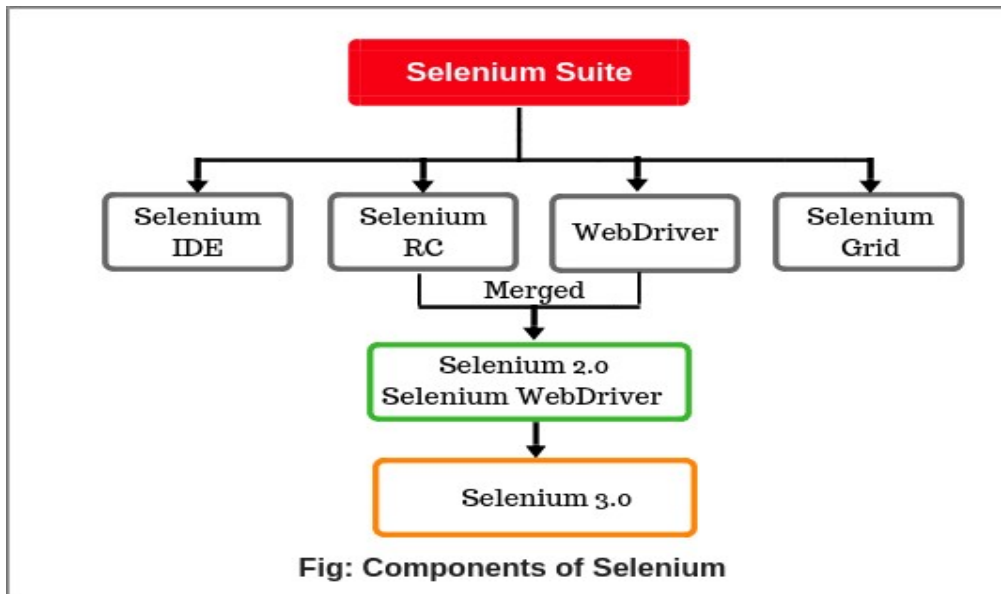 Selenium Suite
Selenium
IDE
Selenium
RC
WebDriver
Selenium
Grid
Merged
Selenium 2.0
Selenium WebDriver
Selenium 3.0
Fig: Components of Selenium